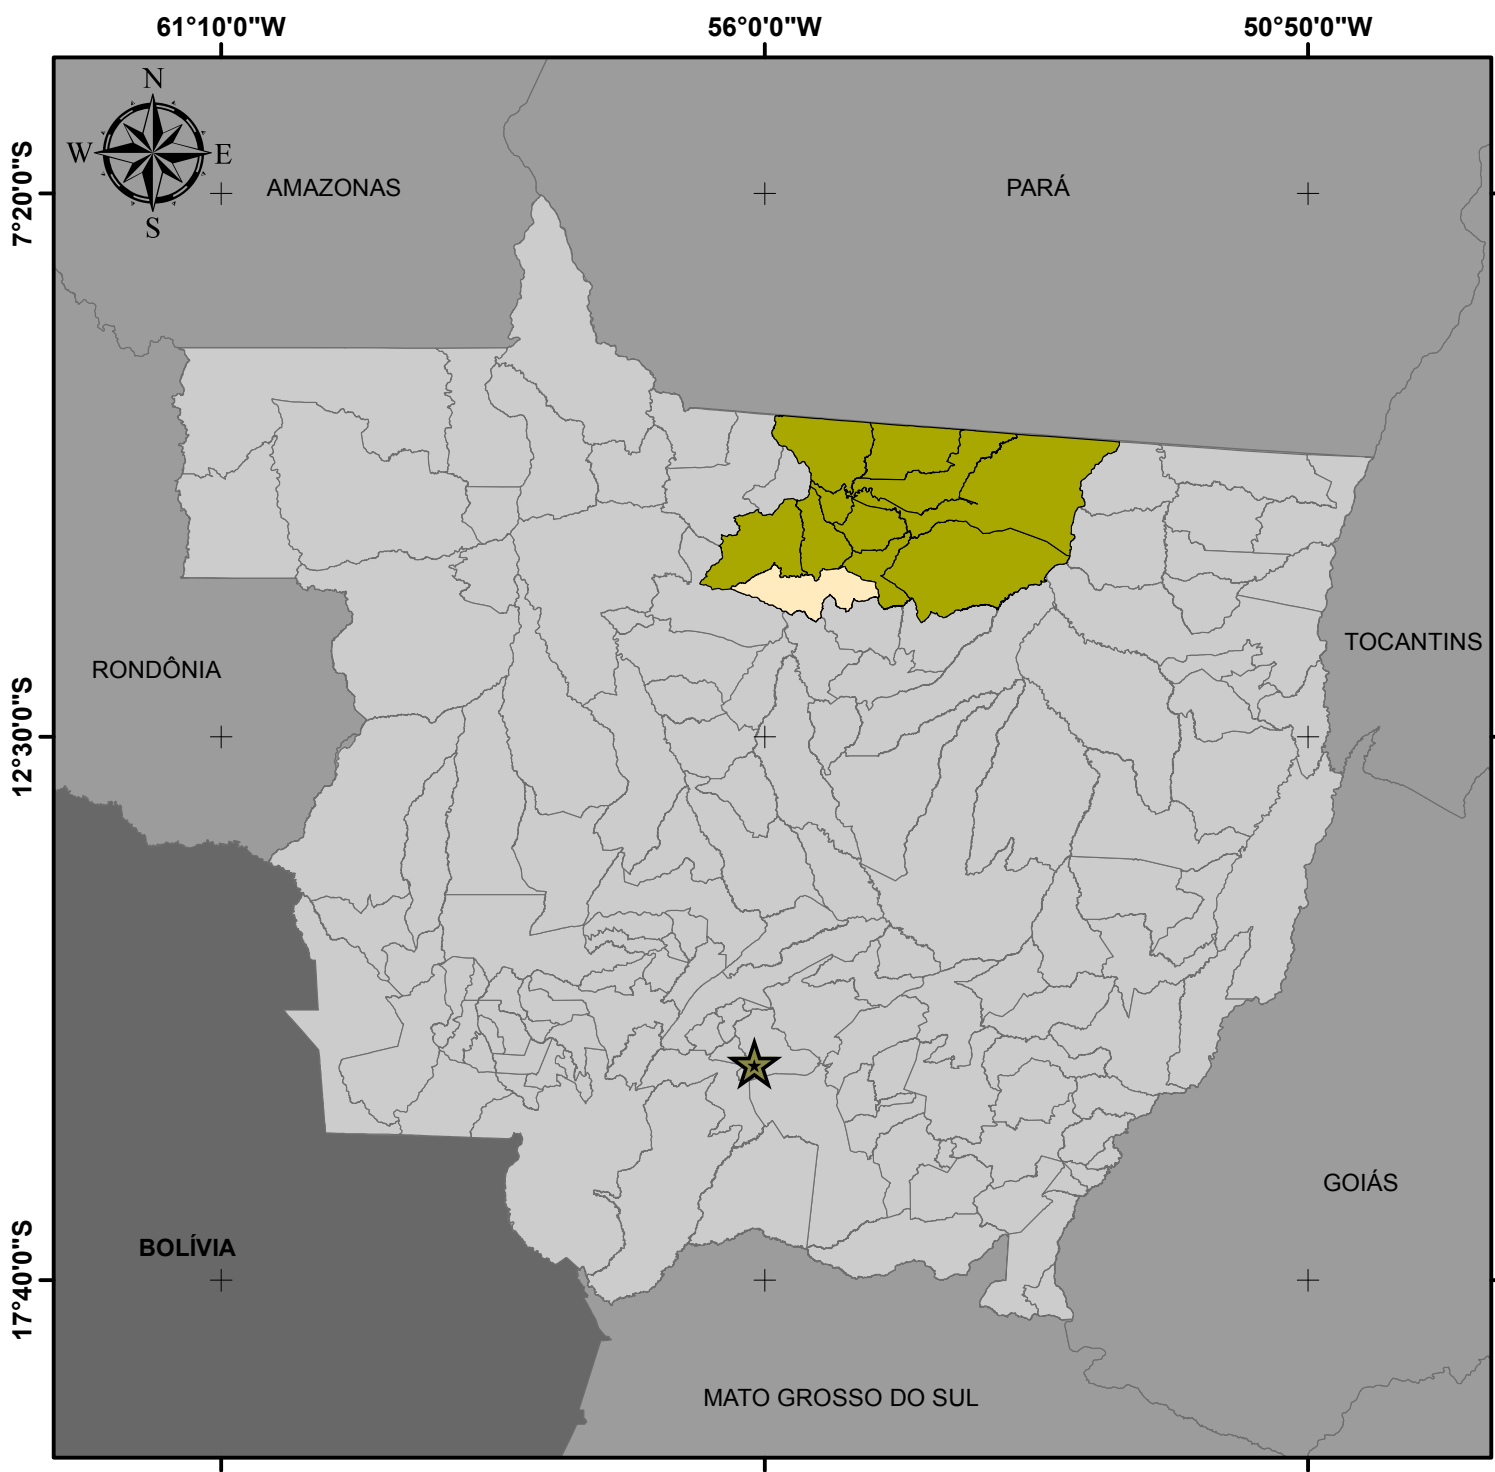 61°10'0"W 56°0'0"W 50°50'0"W
N
W E
S
7°20'0"S
AMAZONAS
PARÁ
RONDÔNIA
TOCANTINS
12°30'0"S
GOIÁS
BOLÍVIA
17°40'0"S
MATO GROSSO DO SUL